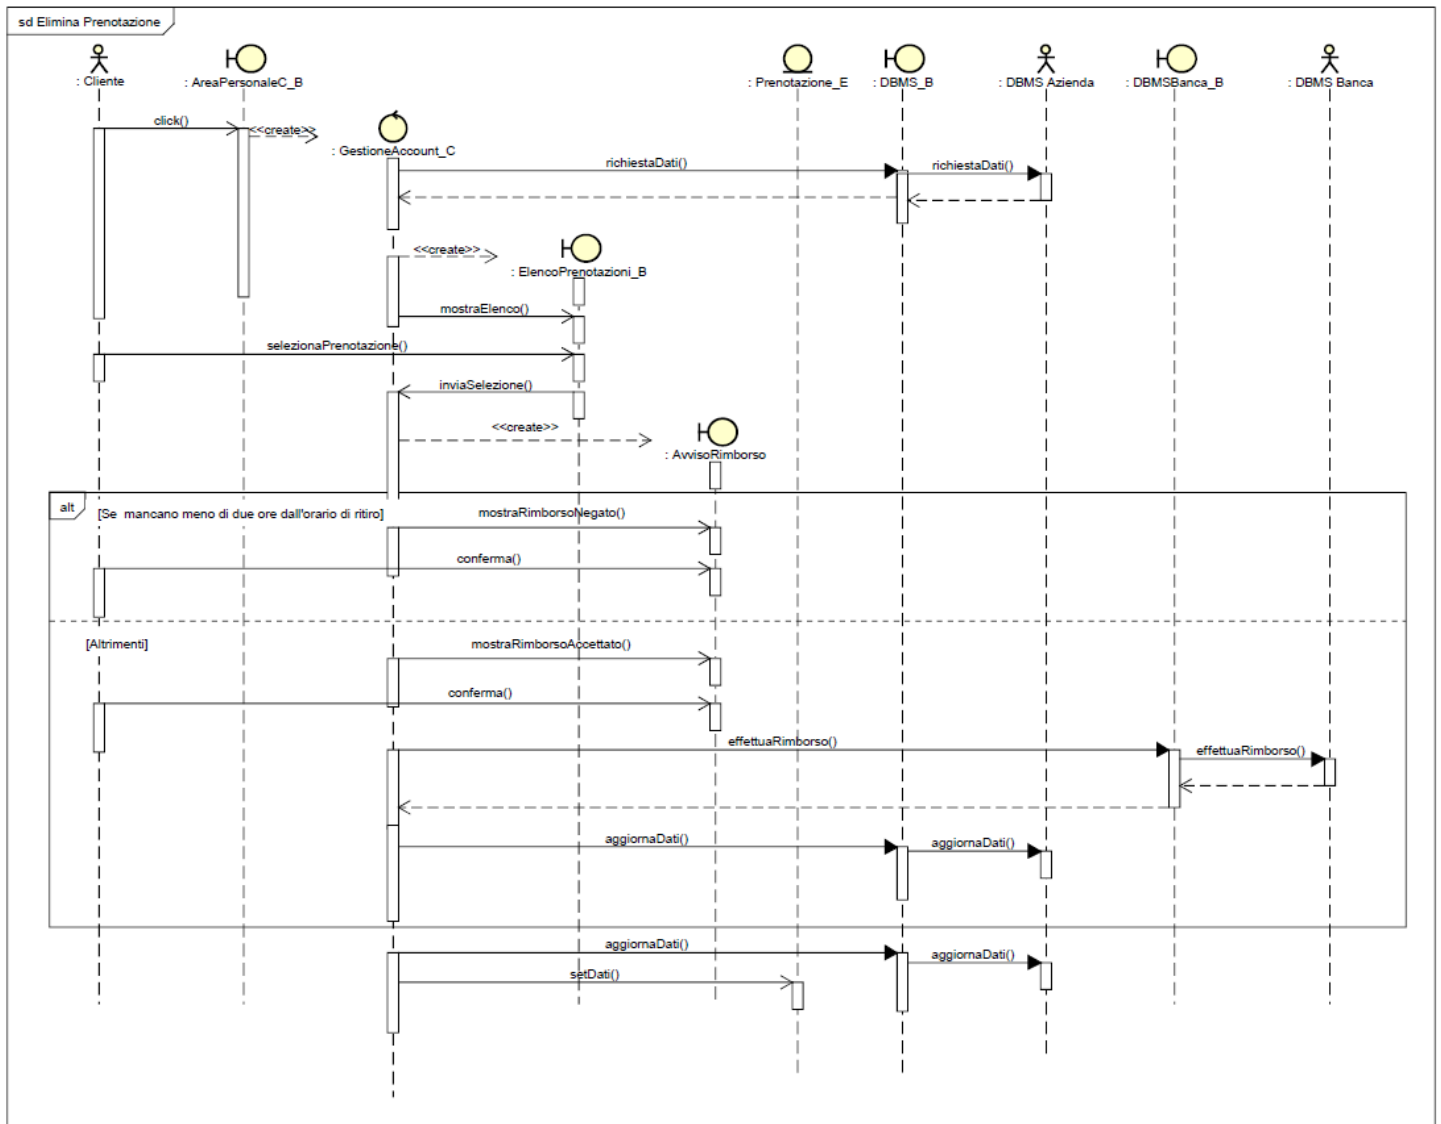 sd Elimina Prenotazione
: Cliente
: AreaPersonaleC_B
: Prenotazione_E
: DBMS_B
: DBMS Azienda
: DBMSBanca_B
: DBMS Banca
click()
<<create>>
: GestioneAccount_C
richiestaDati()
richiestaDati()
<<create>>
: ElencoPrenotazioni_B
mostraElenco()
selezionaPrenotazione()
inviaSelezione()
<<create>>
: AvvisoRimborso
alt
[Se mancano meno di due ore dall'orario di ritiro]
mostraRimborsoNegato()
conferma()
[Altrimenti]
mostraRimborsoAccettato()
conferma()
effettuaRimborso()
effettuaRimborso()
aggiornaDati()
aggiornaDati()
aggiornaDati()
aggiornaDati()
setDati()